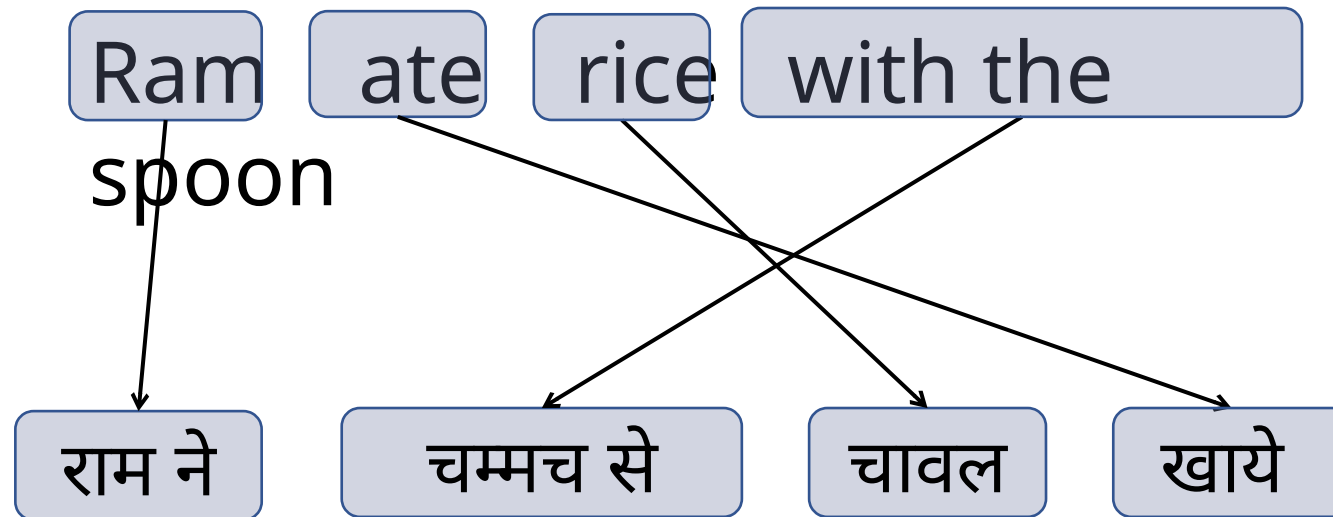 Ram ate rice with the
spoon
राम ने चम्मच से चावल खाये